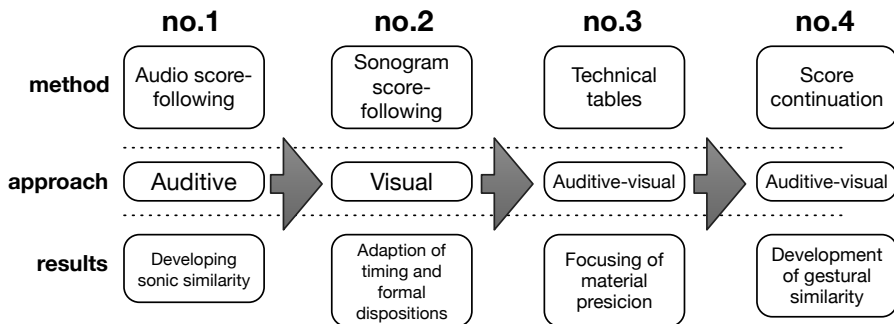 no.1
no.2
no.3
no.4
method
Audio score-
following
Sonogram
score-
following
Technical
tables
Score
continuation
approach
Auditive
Visual
Auditive-visual
Auditive-visual
results
Developing
sonic similarity
Adaption of
timing and
formal
dispositions
Focusing of
material
presicion
Development
of gestural
similarity